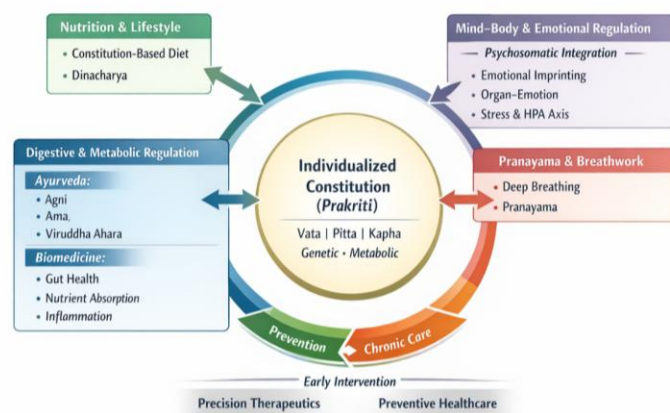 Nutrition & Lifestyle
• Constitution-Based Diet
• Dinacharya
Mind–Body & Emotional Regulation
Psychosomatic Integration
• Emotional Imprinting
• Organ–Emotion
• Stress & HPA Axis
Digestive & Metabolic Regulation
Ayurveda:
• Agni
• Ama.
• Viruddha Ahara
Biomedicine:
• Gut Health
• Nutrient Absorption
• Inflammation
Individualized
Constitution
(Prakriti)
Vata | Pitta | Kapha
Genetic • Metabolic
Pranayama & Breathwork
• Deep Breathing
• Pranayama
Prevention
Chronic Care
Early Intervention
Precision Therapeutics
Preventive Healthcare